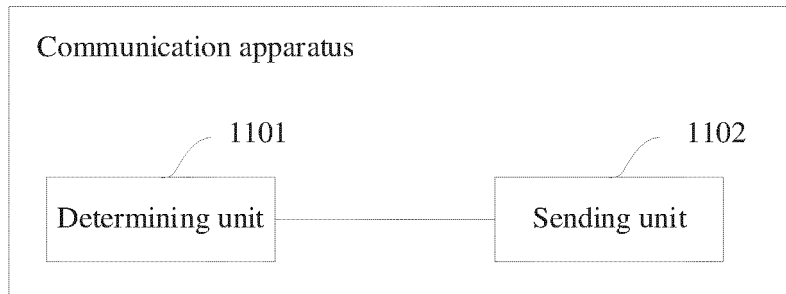 Communication apparatus
1101
1102
Determining unit
Sending unit